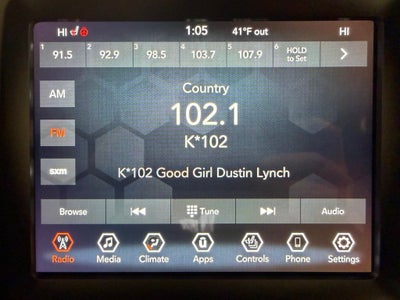 HI 1:05 41°F out HI
1 91.5 2 92.9 3 98.5 4 103.7 5 107.9 6 HOLD to Set
AM
Country
102.1
FM
K*102
sxm
K*102 Good Girl Dustin Lynch
Browse Tune Audio
Radio Media Climate Apps Controls Phone Settings